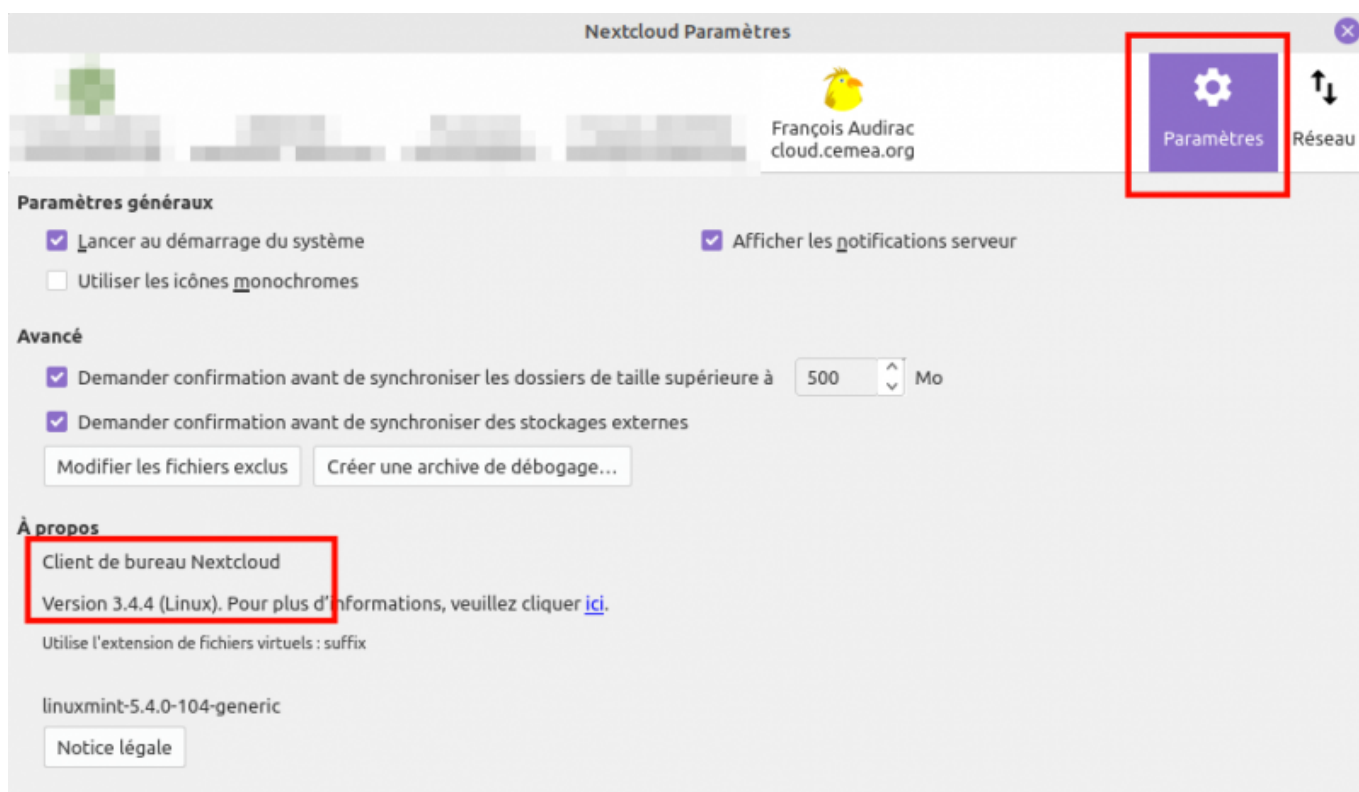 Nextcloud Paramètres
François Audirac
cloud.cemea.org
Paramètres
Réseau
Paramètres généraux
Lancer au démarrage du système
Afficher les notifications serveur
Utiliser les icônes monochromes
Avancé
Demander confirmation avant de synchroniser les dossiers de taille supérieure à 500 Mo
Demander confirmation avant de synchroniser des stockages externes
Modifier les fichiers exclus
Créer une archive de débogage...
À propos
Client de bureau Nextcloud
Version 3.4.4 (Linux). Pour plus d'informations, veuillez cliquer ici.
Utilise l'extension de fichiers virtuels : suffix
linuxmint-5.4.0-104-generic
Notice légale